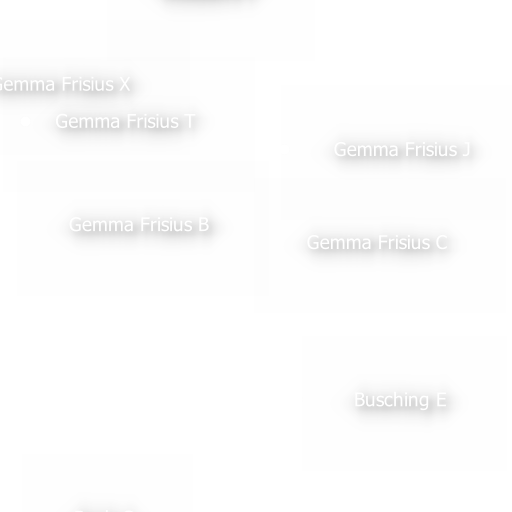 Gemma Frisius X
Gemma Frisius T
Gemma Frisius J
Gemma Frisius B
Gemma Frisius C
Busching E